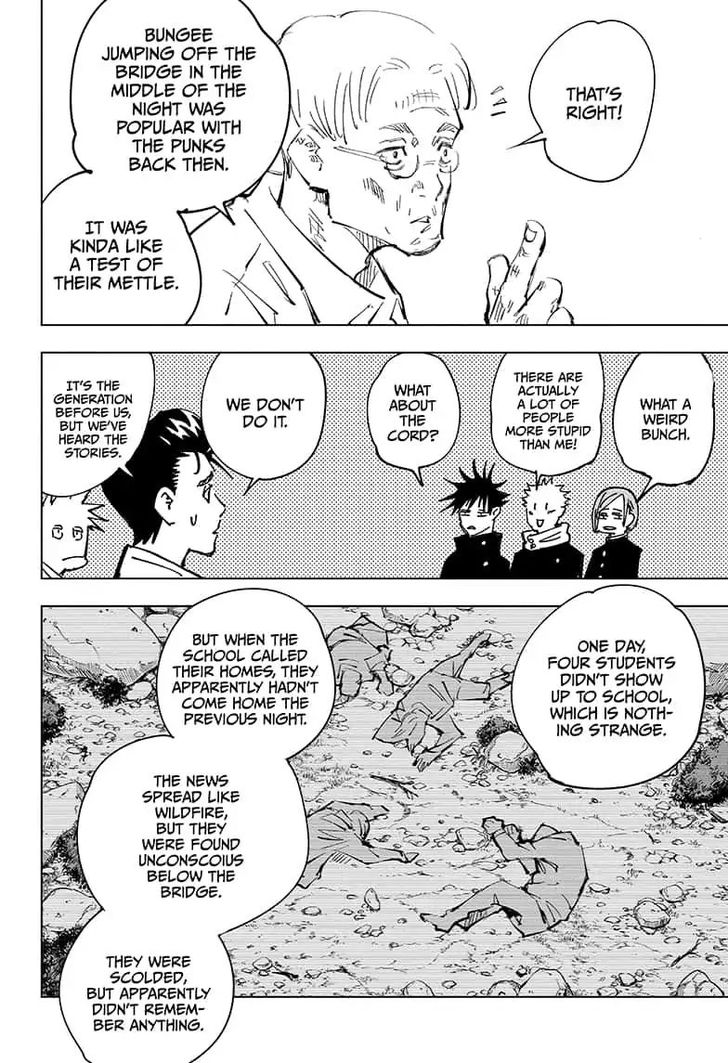 THAT'S
RIGHT!
BUNGEE
JUMPING OFF THE
BRIDGE IN THE
MIDDLE OF THE
NIGHT WAS
POPULAR WITH
THE PUNKS
BACK THEN.
IT WAS
KINDA LIKE
A TEST OF
THEIR METTLE.
WHAT A
WEIRD
BUNCH.
THERE ARE
ACTUALLY
A LOT OF
PEOPLE
MORE STUPID
THAN ME!
WHAT
ABOUT
THE
CORD?
WE DON'T
DO IT.
IT'S THE
GENERATION
BEFORE US,
BUT WE'VE
HEARD THE
STORIES.
ONE DAY,
FOUR STUDENTS
DIDN'T SHOW
UP TO SCHOOL,
WHICH IS NOTH-
ING STRANGE.
BUT WHEN THE
SCHOOL CALLED
THEIR HOMES, THEY
APPARENTLY HADN'T
COME HOME THE
PREVIOUS NIGHT.
THE NEWS
SPREAD LIKE
WILDFIRE,
BUT THEY
WERE FOUND
UNCONSCOIUS
BELOW THE
BRIDGE.
THEY WERE
SCOLDED,
BUT APPARENTLY
DIDN'T REMEM-
BER ANYTHING.